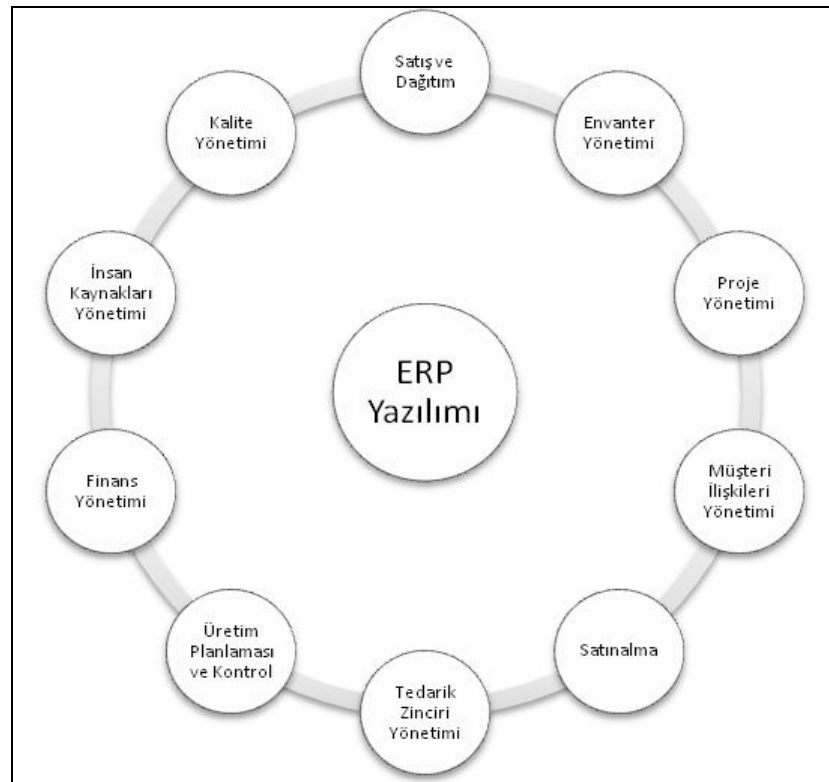 Satış ve
Dağıtım
Envanter
Yönetimi
Proje
Yönetimi
Müşteri
İlişkileri
Yönetimi
Satınalma
Tedarik
Zinciri
Yönetimi
Üretim
Planlaması
ve Kontrol
Finans
Yönetimi
İnsan
Kaynakları
Yönetimi
Kalite
Yönetimi
ERP
Yazılımı